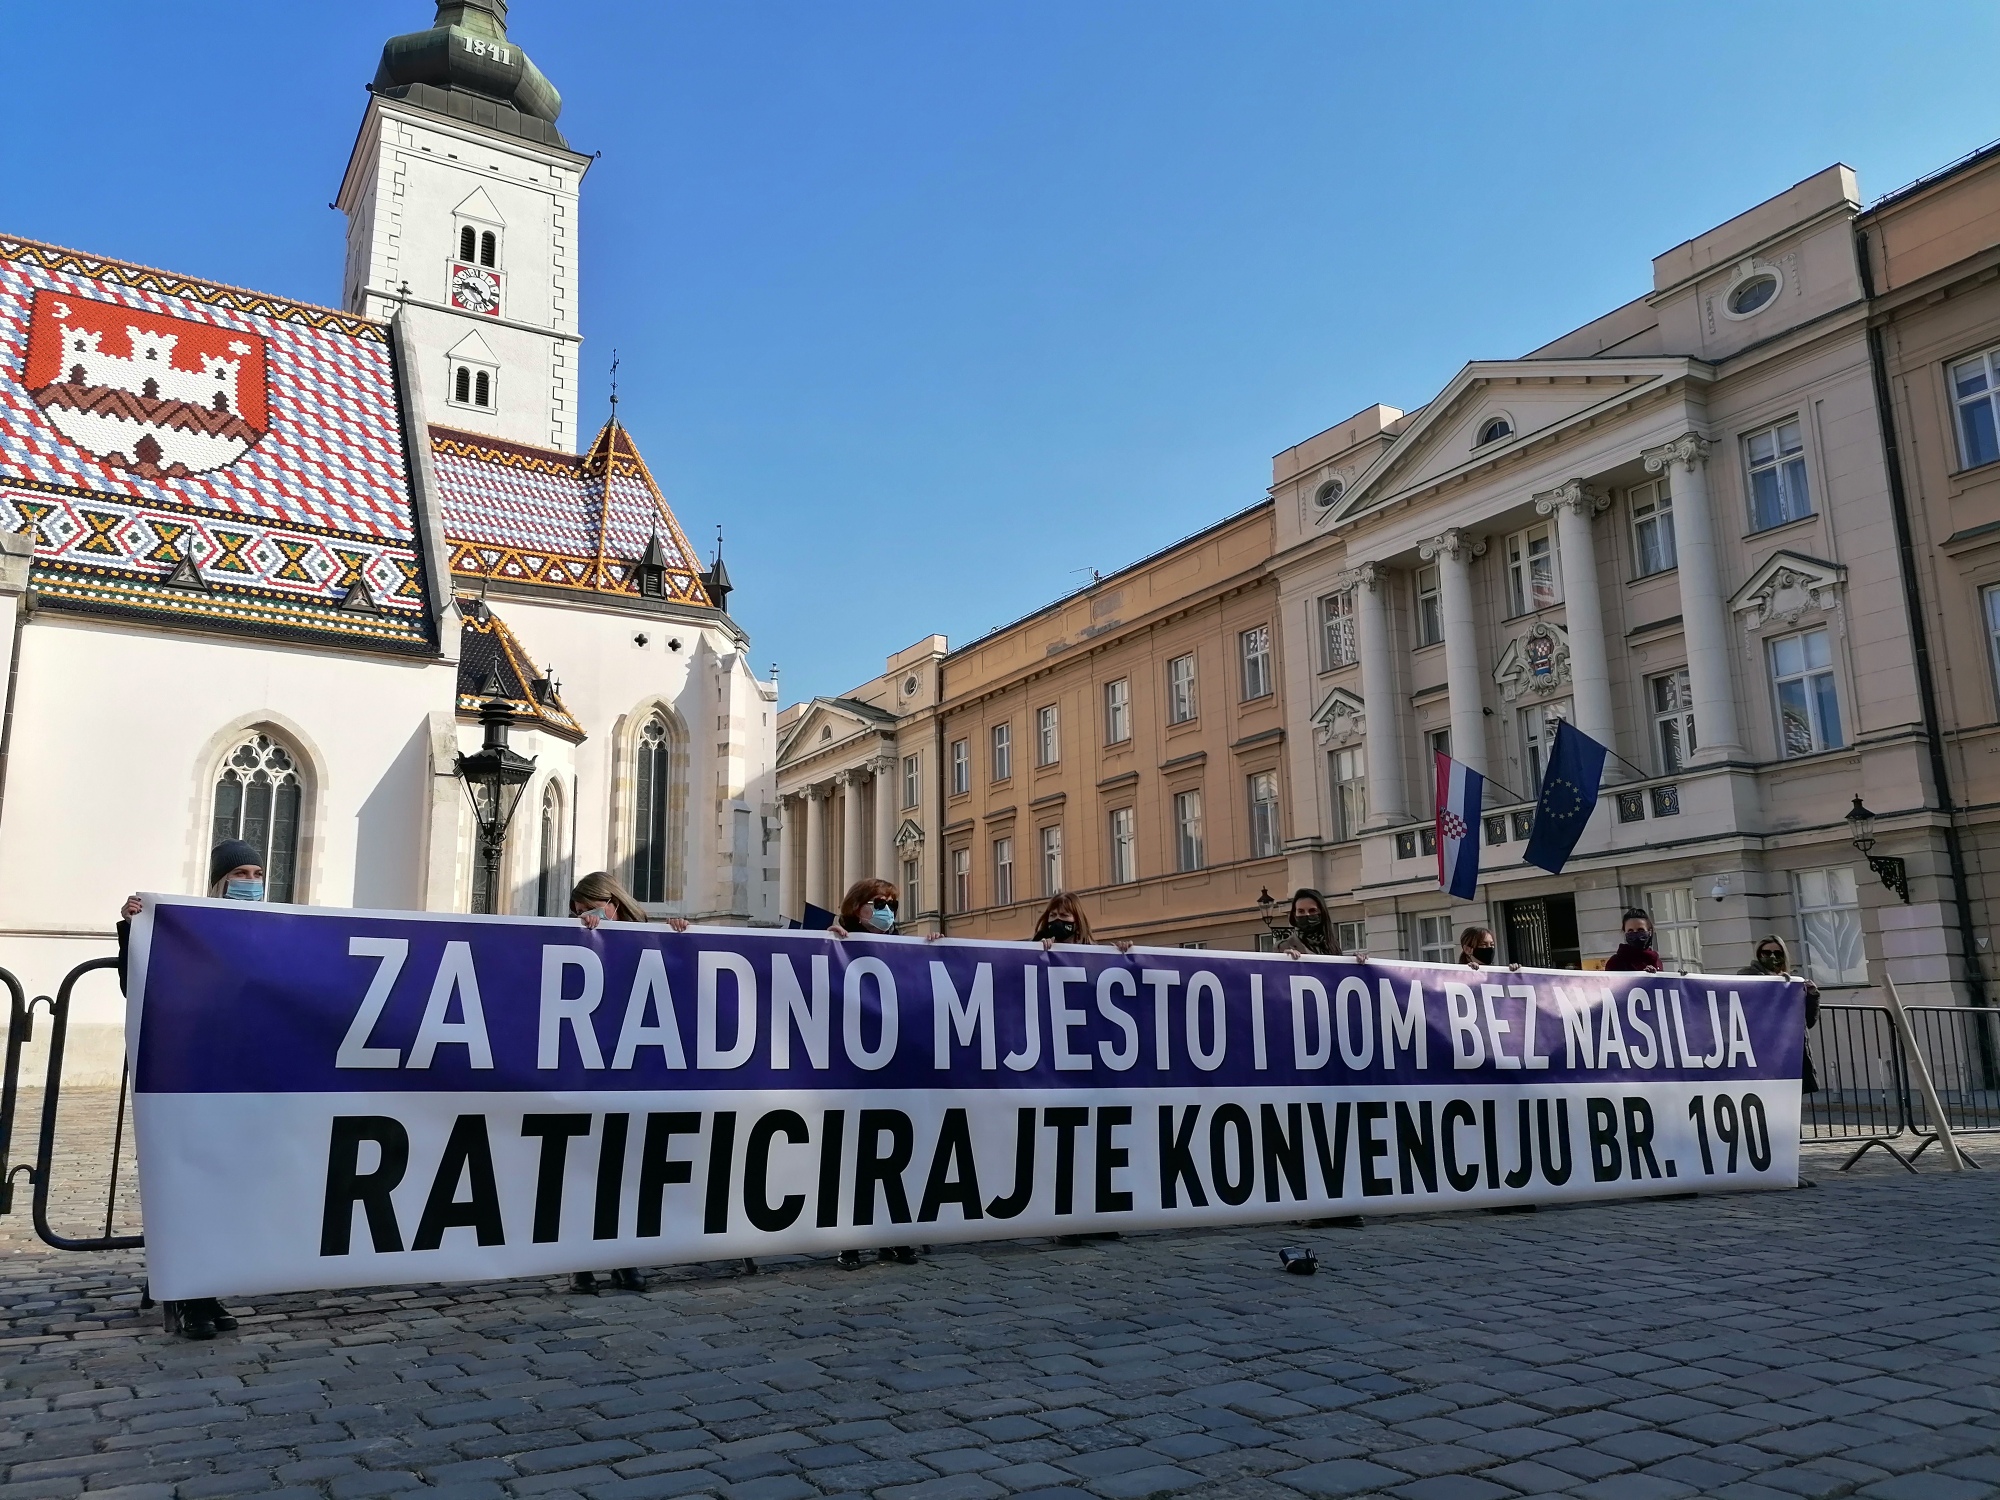 1841.
ZA RADNO MJESTO I DOM BEZ NASILJA
RATIFICIRAJTE KONVENCIJU BR. 190